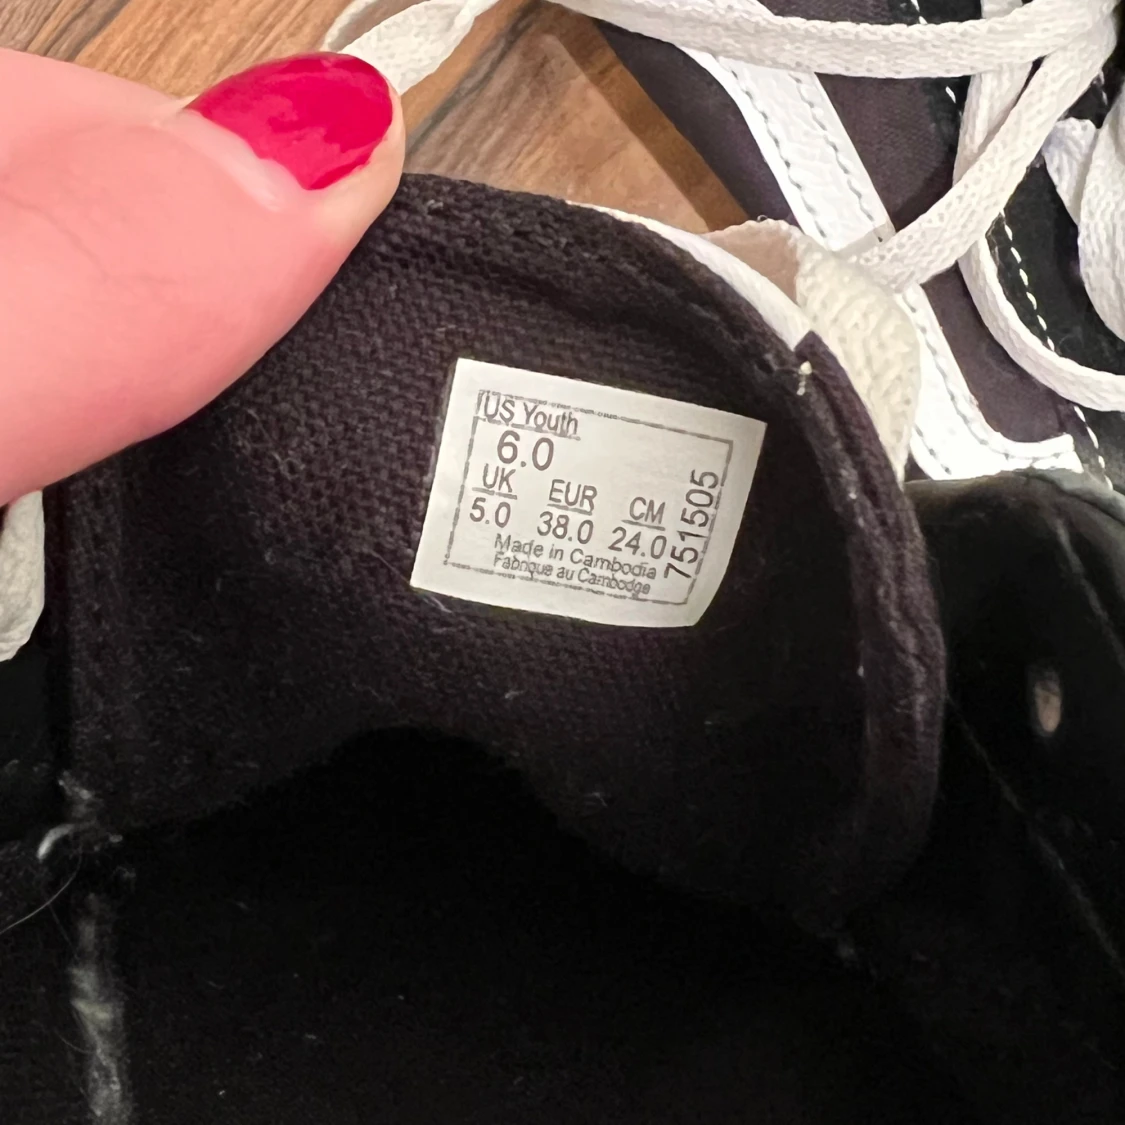 US Youth
6.0
UK EUR CM
5.0 38.0 24.0
Made in Cambodia
Fabrique au Cambodge
751505